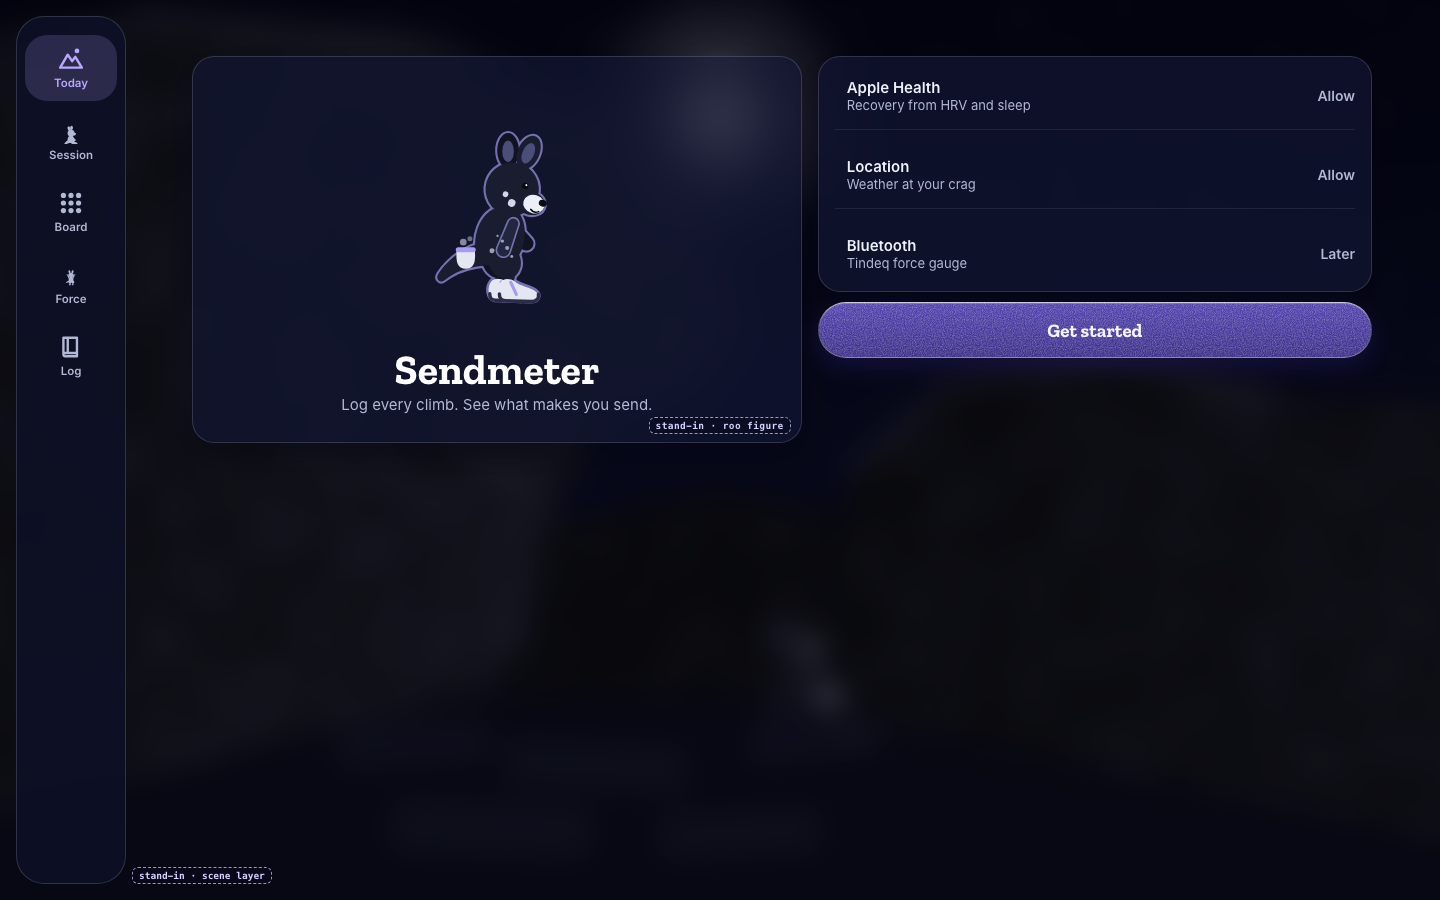 Today
Session
Board
Force
Log
Sendmeter
Log every climb. See what makes you send.
stand-in · roo figure
Apple Health
Recovery from HRV and sleep
Allow
Location
Weather at your crag
Allow
Bluetooth
Tindeq force gauge
Later
Get started
stand-in · scene layer